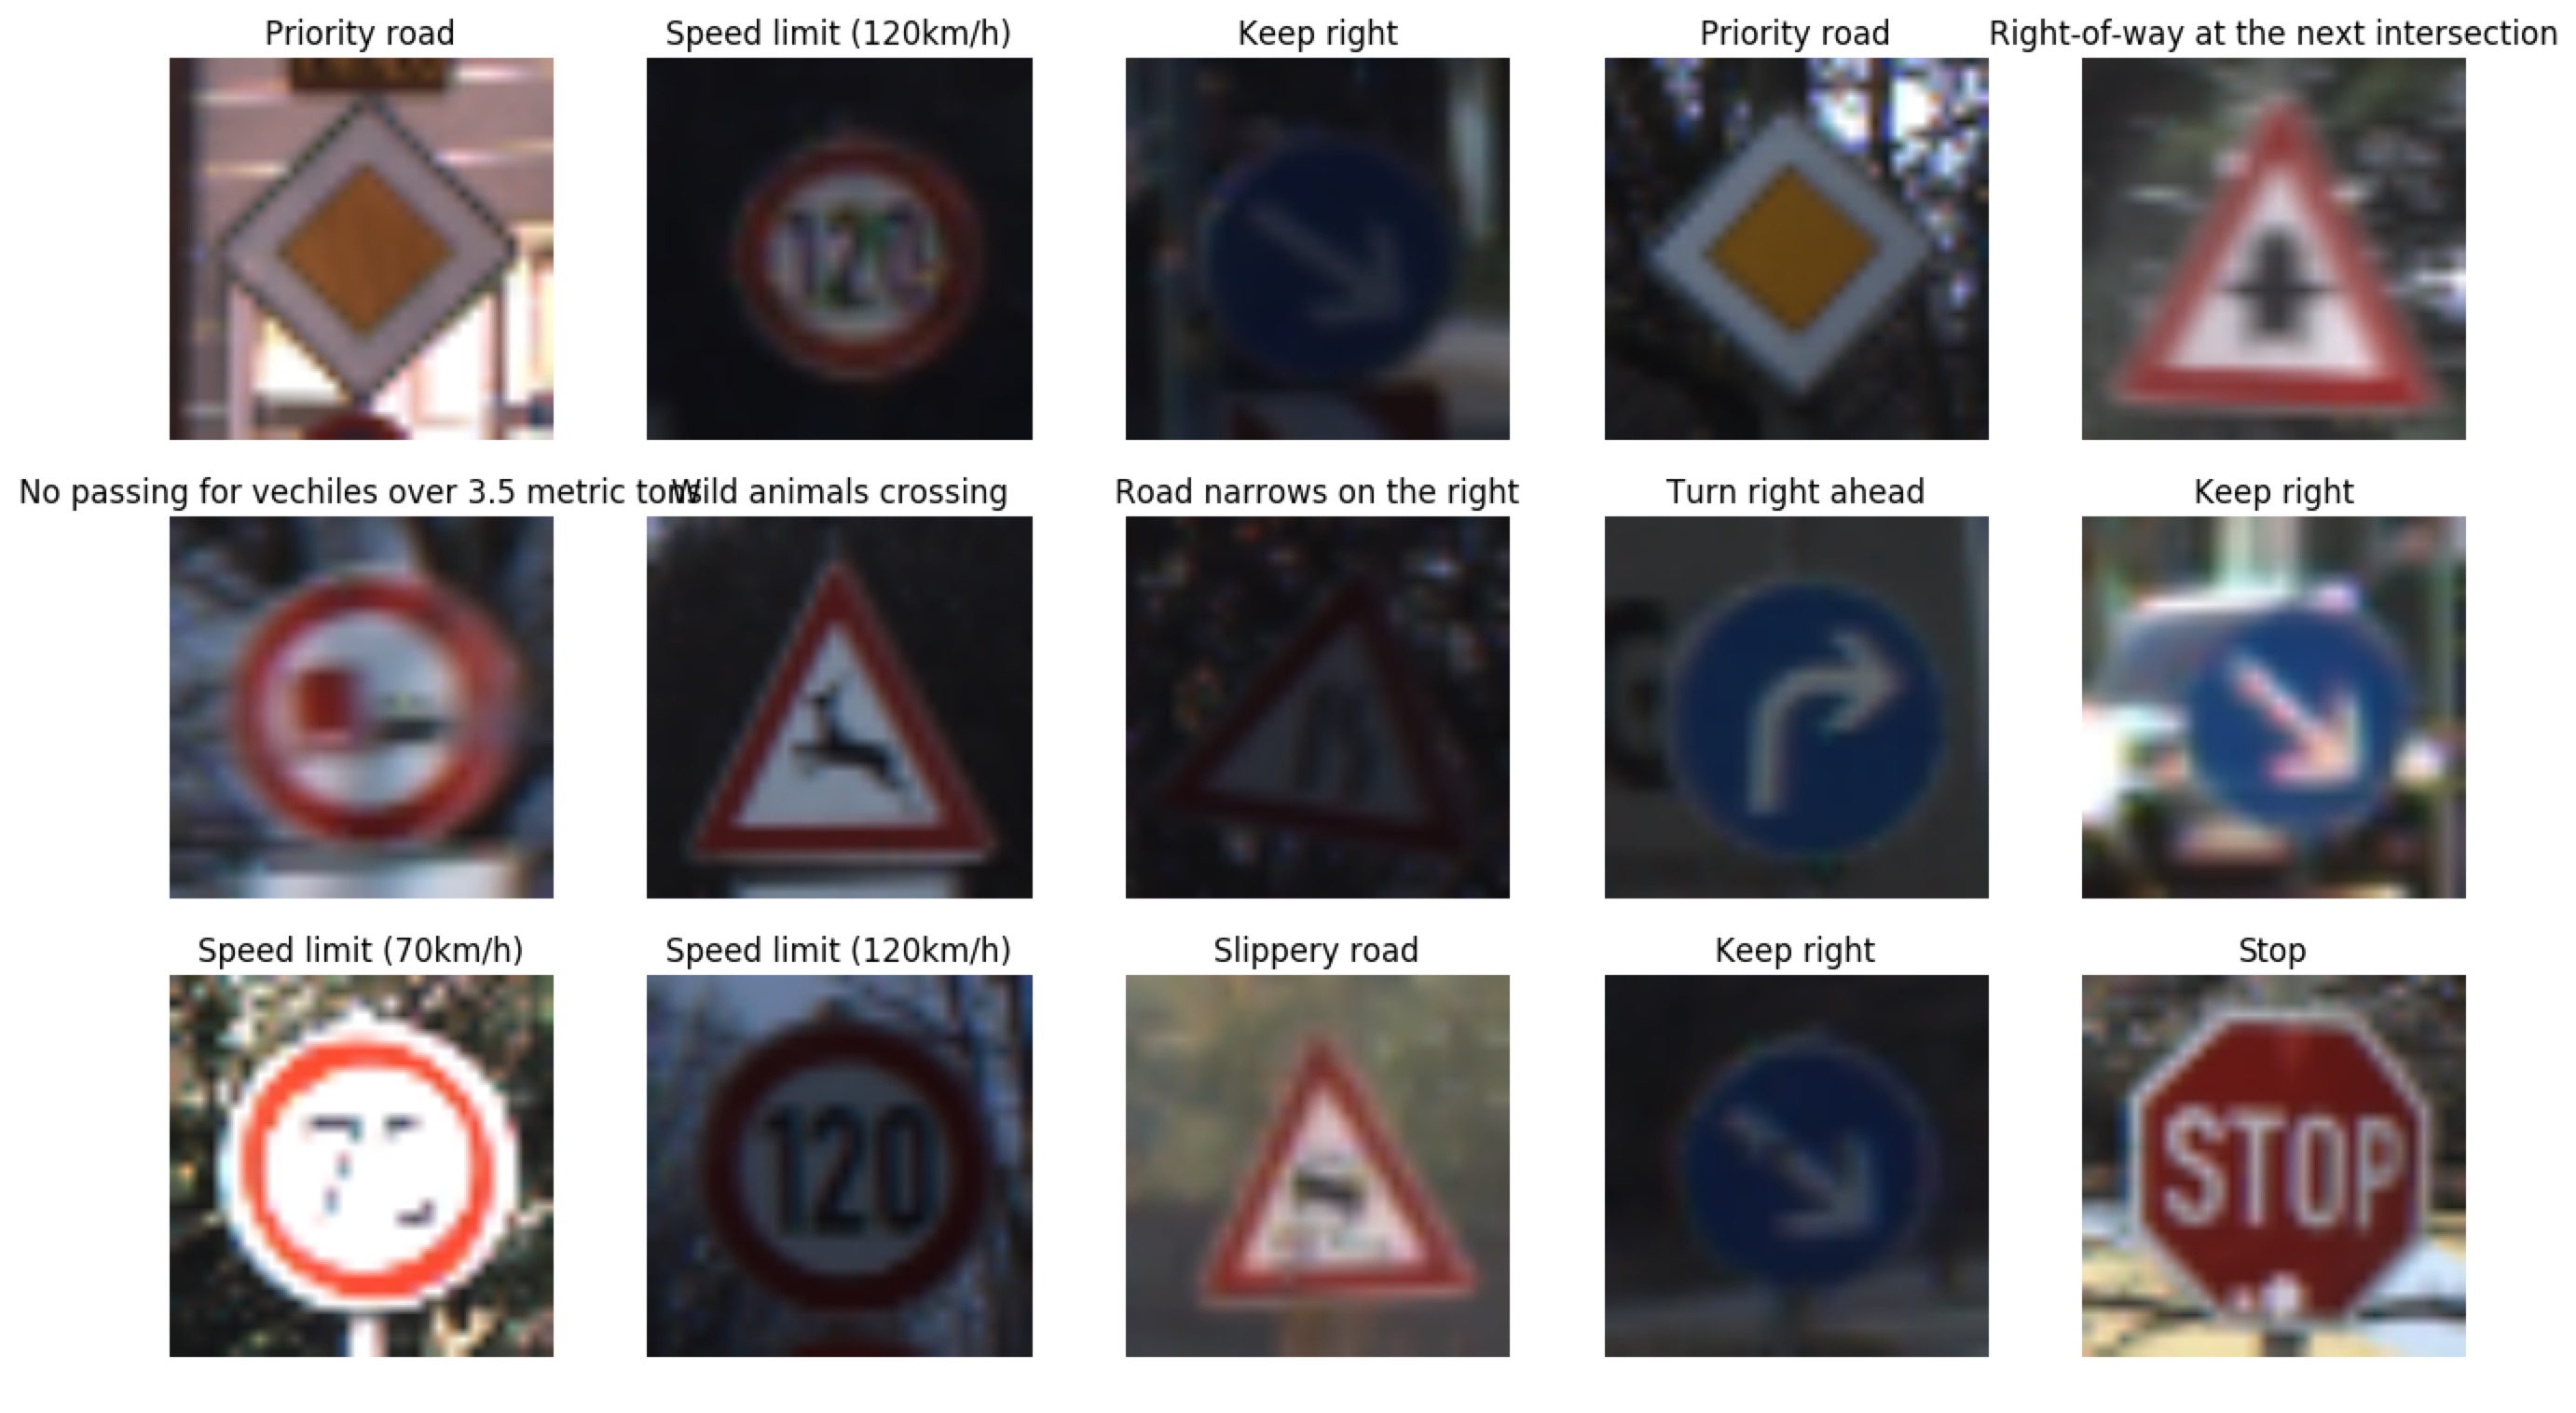 Priority road
Speed limit (120km/h)
Keep right
Priority road
Right-of-way at the next intersection
120
No passing for vechiles over 3.5 metric tons
Wild animals crossing
Road narrows on the right
Turn right ahead
Keep right
Speed limit (70km/h)
Speed limit (120km/h)
Slippery road
Keep right
Stop
120
STOP